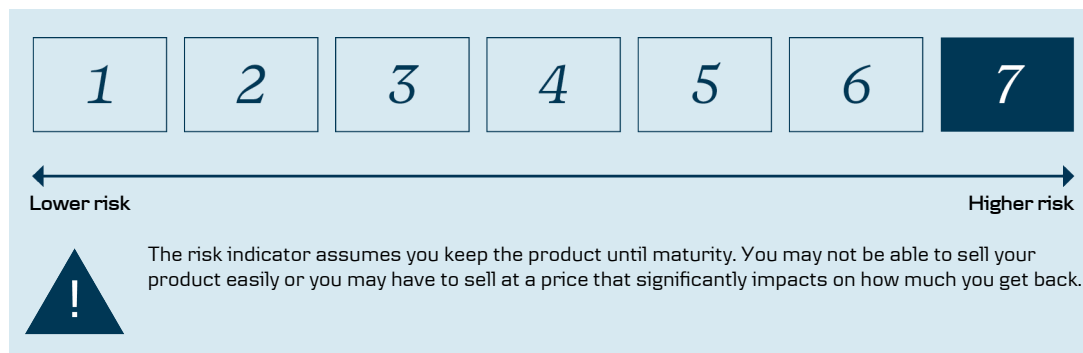 1 2 3 4 5 6 7
Lower risk Higher risk
!
The risk indicator assumes you keep the product until maturity. You may not be able to sell your
product easily or you may have to sell at a price that significantly impacts on how much you get back.